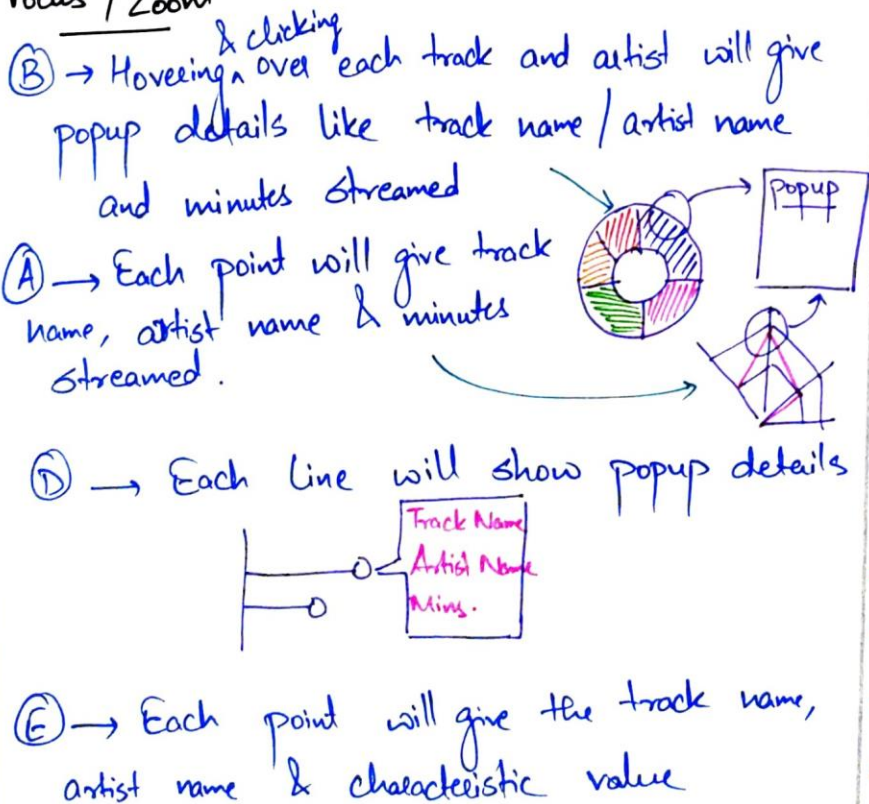 Focus / Zoom
& clicking
Ⓑ → Hovering ^ over each track and artist will give
popup details like track name / artist name
and minutes streamed
popup
Ⓐ → Each point will give track
name, artist name & minutes
streamed.
Ⓓ → Each line will show popup details
Track Name
Artist Name
Mins.
Ⓔ → Each point will give the track name,
artist name & characteristic value